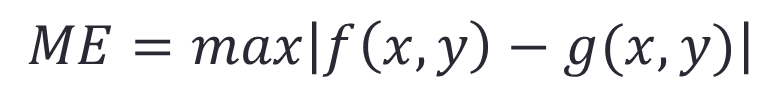 ME = max|f(x, y) − g(x, y)|